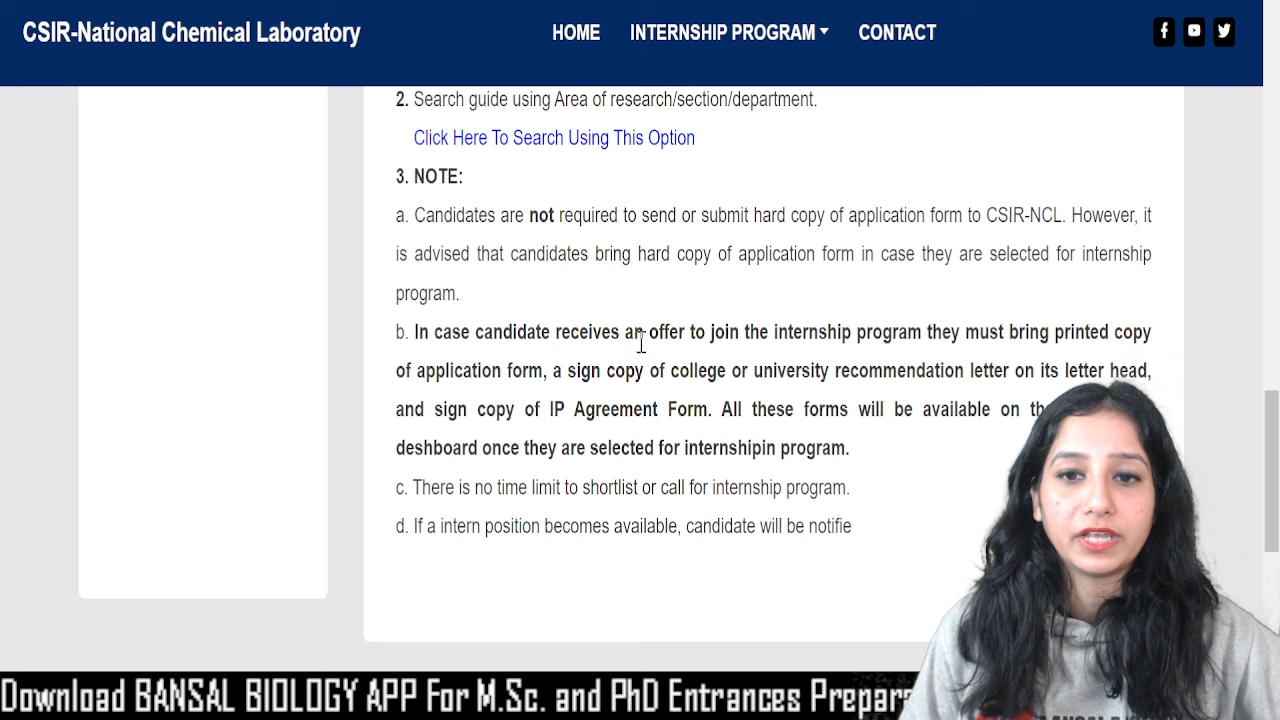 CSIR-National Chemical Laboratory HOME INTERNSHIP PROGRAM CONTACT
2. Search guide using Area of research/section/department.
Click Here To Search Using This Option
3. NOTE:
a. Candidates are not required to send or submit hard copy of application form to CSIR-NCL. However, it
is advised that candidates bring hard copy of application form in case they are selected for internship
program.
b. In case candidate receives an offer to join the internship program they must bring printed copy
of application form, a sign copy of college or university recommendation letter on its letter head,
and sign copy of IP Agreement Form. All these forms will be available on
deshboard once they are selected for internshipin program.
c. There is no time limit to shortlist or call for internship program.
d. If a intern position becomes available, candidate will be notifie
Download BANSAL BIOLOGY APP For M.Sc. and PhD Entrances